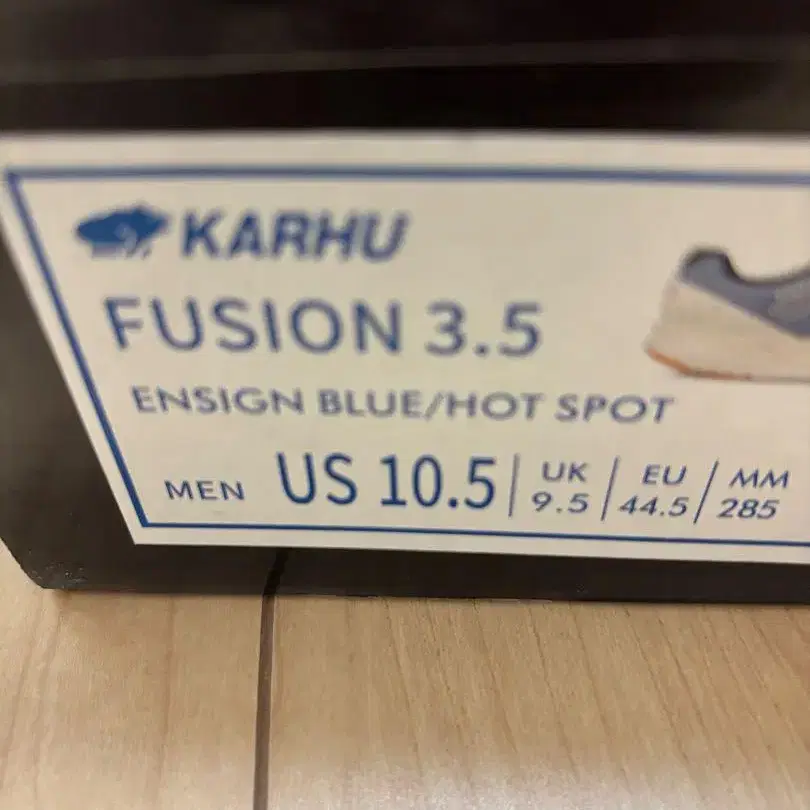 KARHU
FUSION 3.5
ENSIGN BLUE/HOT SPOT
MEN US 10.5 | UK 9.5 / EU 44.5 / MM 285